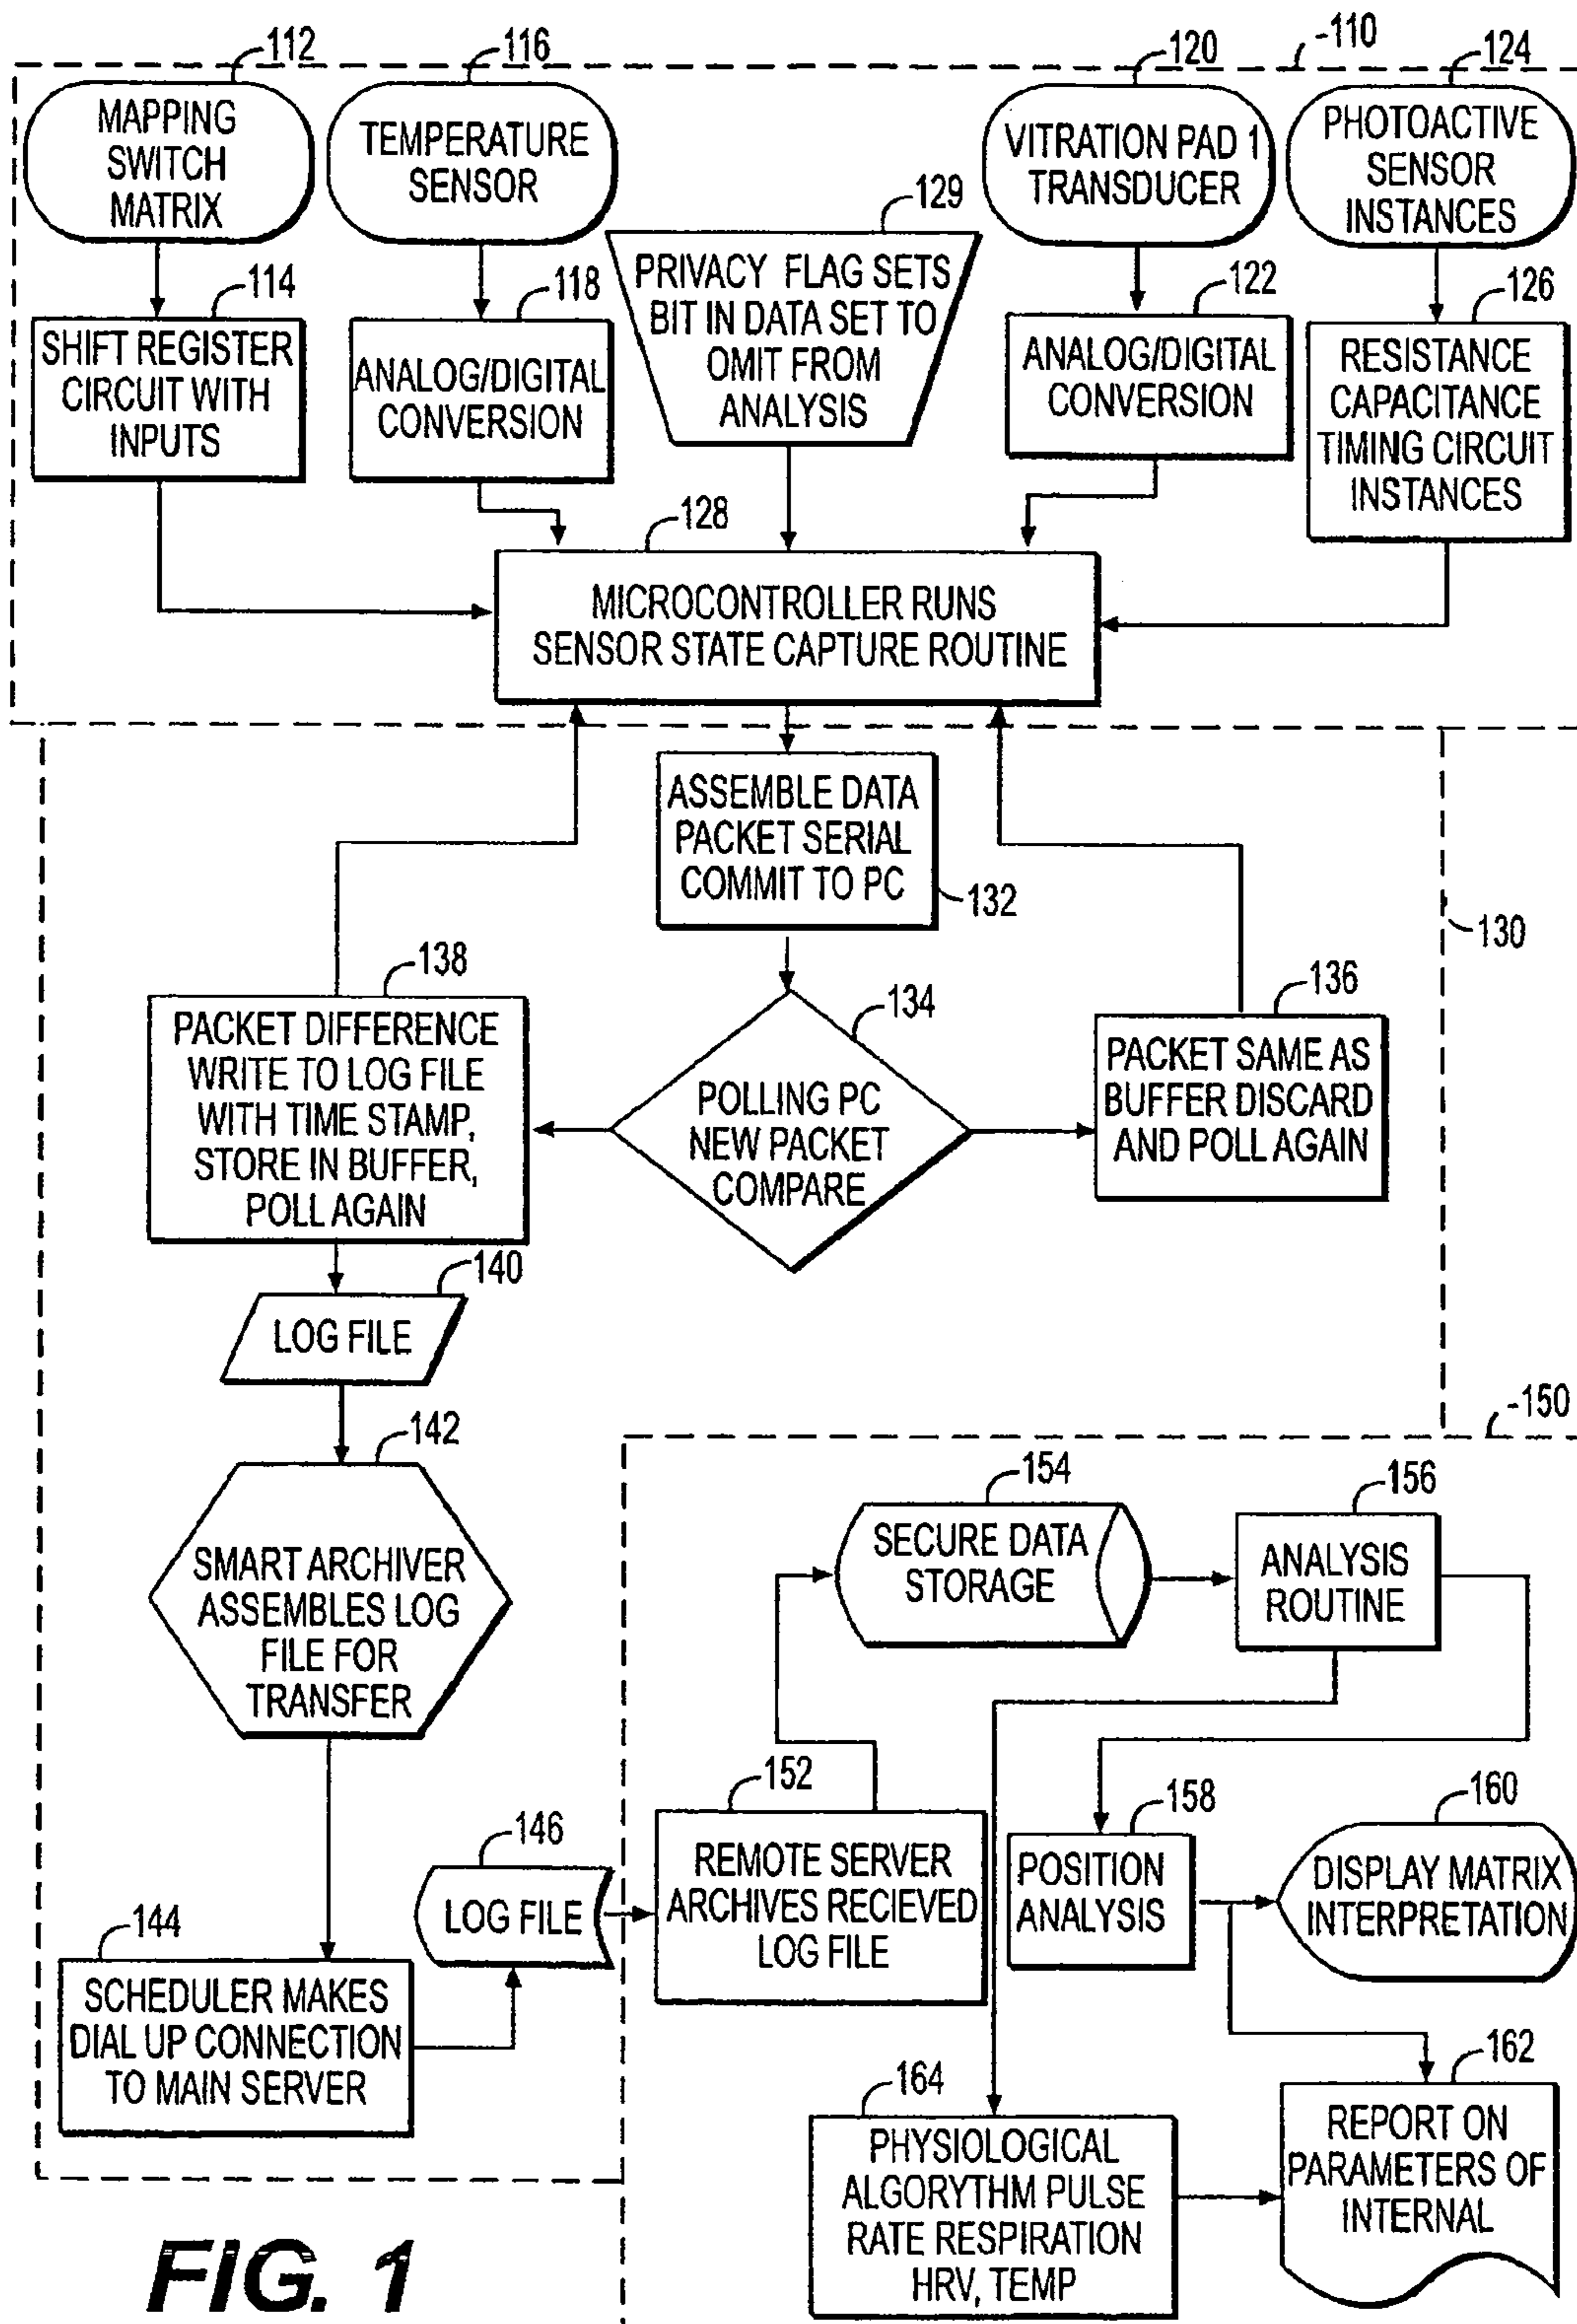 112
116
120
-110
124
MAPPING
SWITCH
MATRIX
TEMPERATURE
SENSOR
VITRATION PAD 1
TRANSDUCER
PHOTOACTIVE
SENSOR
INSTANCES
129
PRIVACY FLAG SETS
BIT IN DATA SET TO
OMIT FROM
ANALYSIS
114
SHIFT REGISTER
CIRCUIT WITH
INPUTS
118
ANALOG/DIGITAL
CONVERSION
122
ANALOG/DIGITAL
CONVERSION
126
RESISTANCE
CAPACITANCE
TIMING CIRCUIT
INSTANCES
128
MICROCONTROLLER RUNS
SENSOR STATE CAPTURE ROUTINE
ASSEMBLE DATA
PACKET SERIAL
COMMIT TO PC
132
130
138
PACKET DIFFERENCE
WRITE TO LOG FILE
WITH TIME STAMP,
STORE IN BUFFER,
POLL AGAIN
134
POLLING PC
NEW PACKET
COMPARE
136
PACKET SAME AS
BUFFER DISCARD
AND POLL AGAIN
140
LOG FILE
142
SMART ARCHIVER
ASSEMBLES LOG
FILE FOR
TRANSFER
-150
154
SECURE DATA
STORAGE
156
ANALYSIS
ROUTINE
144
SCHEDULER MAKES
DIAL UP CONNECTION
TO MAIN SERVER
146
LOG FILE
152
REMOTE SERVER
ARCHIVES RECIEVED
LOG FILE
158
POSITION
ANALYSIS
160
DISPLAY MATRIX
INTERPRETATION
164
PHYSIOLOGICAL
ALGORYTHM PULSE
RATE RESPIRATION
HRV, TEMP
162
REPORT ON
PARAMETERS OF
INTERNAL
FIG. 1